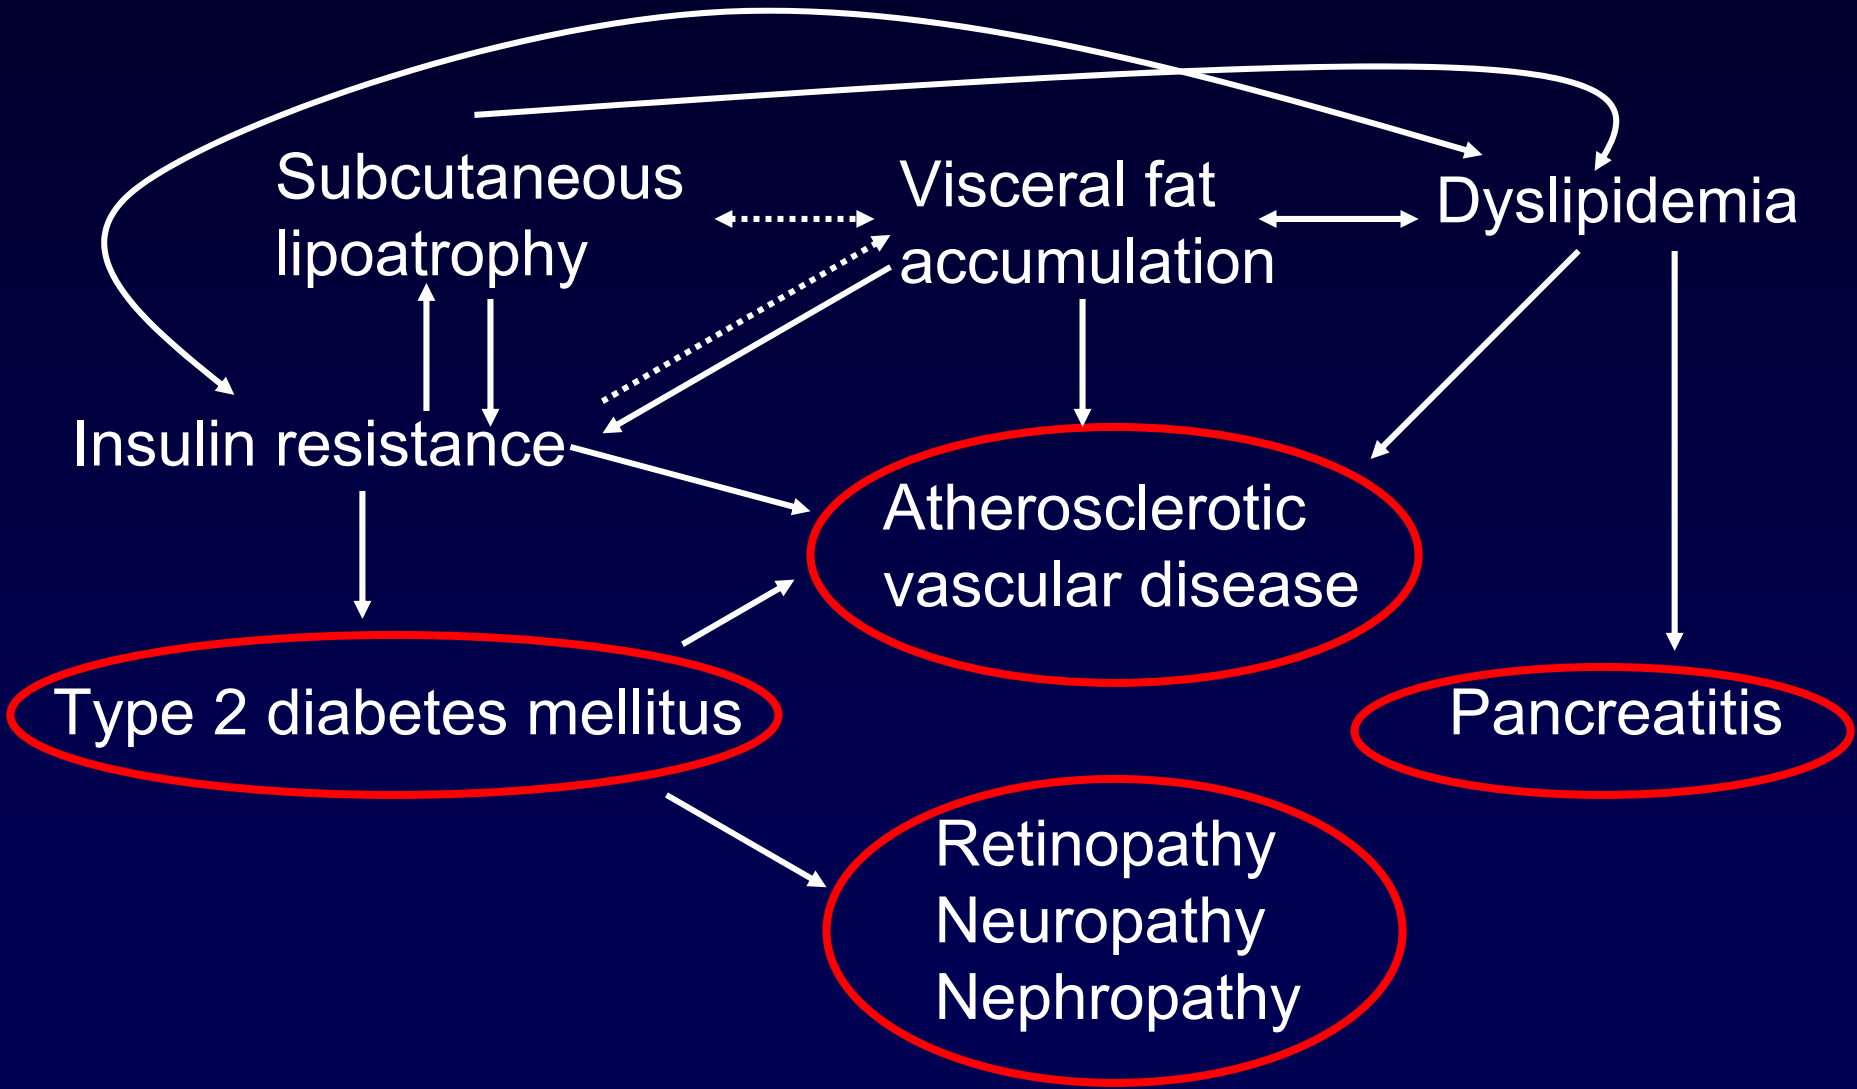 Subcutaneous
lipoatrophy
Visceral fat
accumulation
Dyslipidemia
Insulin resistance
Atherosclerotic
vascular disease
Type 2 diabetes mellitus
Pancreatitis
Retinopathy
Neuropathy
Nephropathy